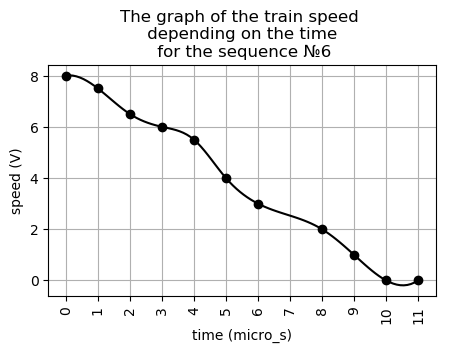 The graph of the train speed
depending on the time
for the sequence №6
8
6
4
2
0
speed (V)
0 1 2 3 4 5 6 7 8 9 10 11
time (micro_s)